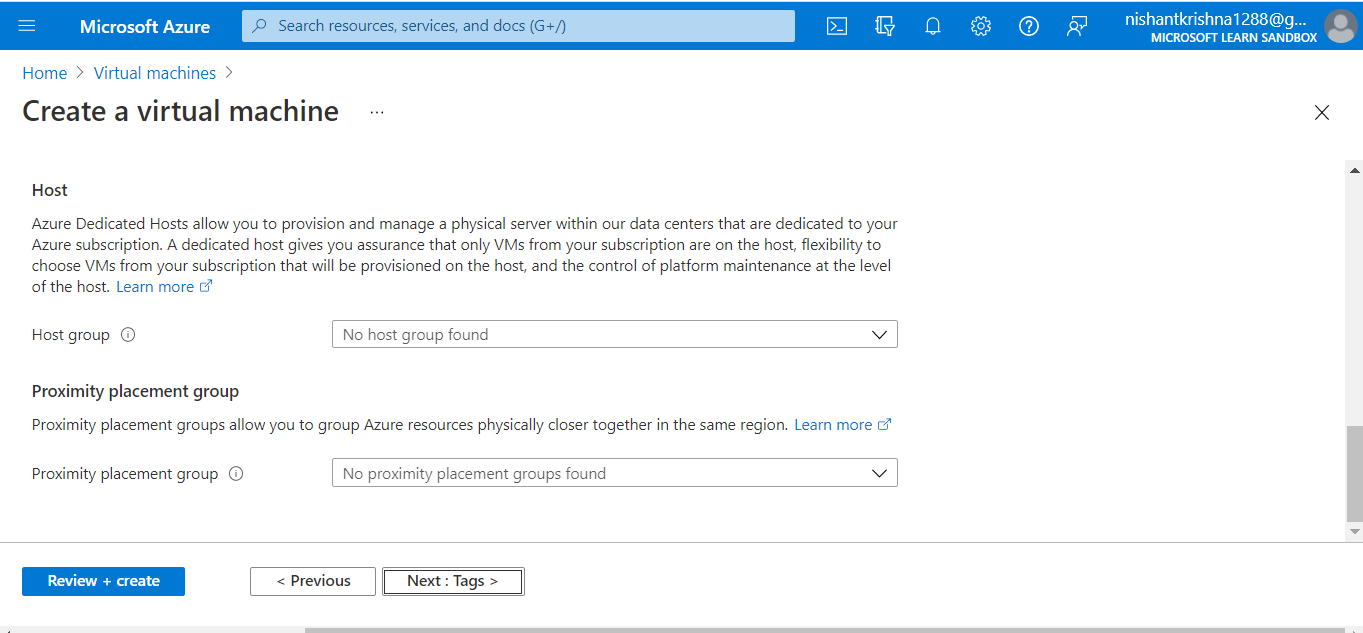 Microsoft Azure
Search resources, services, and docs (G+/)
nishantkrishna1288@g...
MICROSOFT LEARN SANDBOX
Home > Virtual machines >
Create a virtual machine ...
Host
Azure Dedicated Hosts allow you to provision and manage a physical server within our data centers that are dedicated to your
Azure subscription. A dedicated host gives you assurance that only VMs from your subscription are on the host, flexibility to
choose VMs from your subscription that will be provisioned on the host, and the control of platform maintenance at the level
of the host. Learn more
Host group
No host group found
Proximity placement group
Proximity placement groups allow you to group Azure resources physically closer together in the same region. Learn more
Proximity placement group
No proximity placement groups found
Review + create
< Previous
Next : Tags >